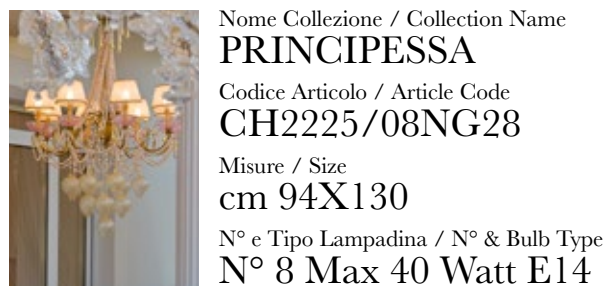 Nome Collezione / Collection Name
PRINCIPESSA
Codice Articolo / Article Code
CH2225/08NG28
Misure / Size
cm 94X130
N° e Tipo Lampadina / N° & Bulb Type
N° 8 Max 40 Watt E14